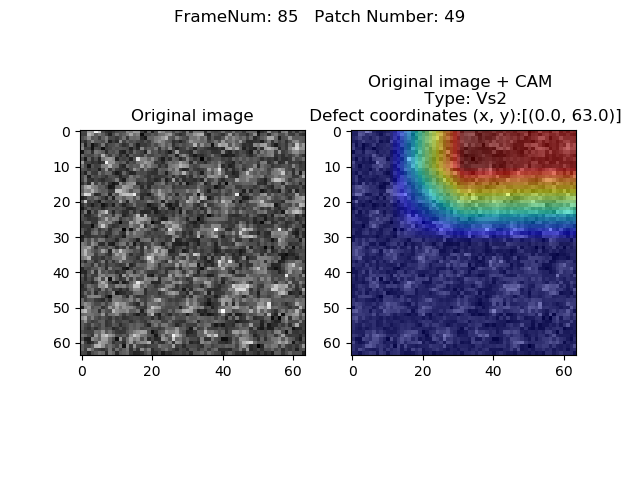 FrameNum: 85   Patch Number: 49
Original image
Original image + CAM
Type: Vs2
Defect coordinates (x, y):[(0.0, 63.0)]
0
10
20
30
40
50
60
0 20 40 60
0
10
20
30
40
50
60
0 20 40 60